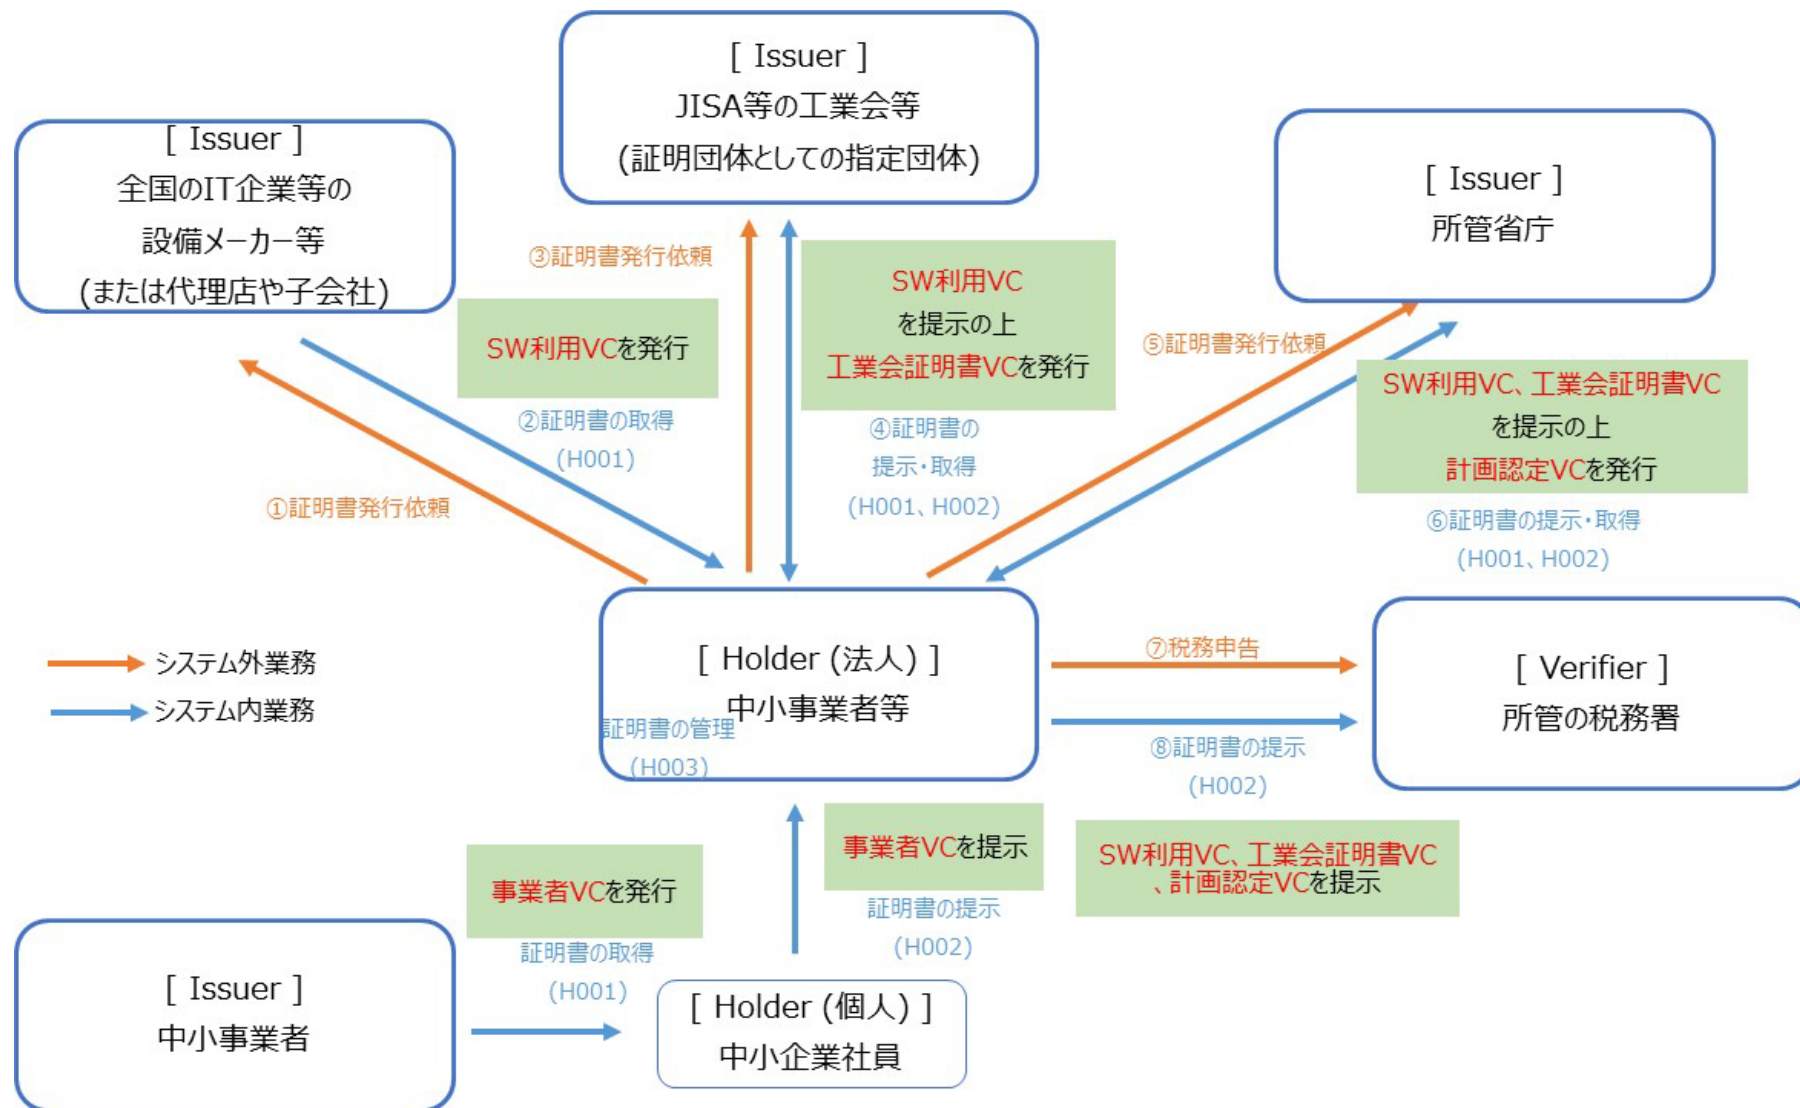 [ Issuer ]
JISA等の工業会等
(証明団体としての指定団体)
[ Issuer ]
全国のIT企業等の
設備メーカー等
(または代理店や子会社)
[ Issuer ]
所管省庁
③証明書発行依頼
SW利用VC
を提示の上
工業会証明書VCを発行
SW利用VCを発行
⑤証明書発行依頼
SW利用VC、工業会証明書VC
を提示の上
計画認定VCを発行
②証明書の取得
(H001)
④証明書の
提示・取得
(H001、H002)
①証明書発行依頼
⑥証明書の提示・取得
(H001、H002)
システム外業務
システム内業務
[ Holder (法人) ]
中小事業者等
証明書の管理
(H003)
⑦税務申告
⑧証明書の提示
(H002)
[ Verifier ]
所管の税務署
事業者VCを発行
証明書の取得
(H001)
事業者VCを提示
証明書の提示
(H002)
SW利用VC、工業会証明書VC
、計画認定VCを提示
[ Issuer ]
中小事業者
[ Holder (個人) ]
中小企業社員